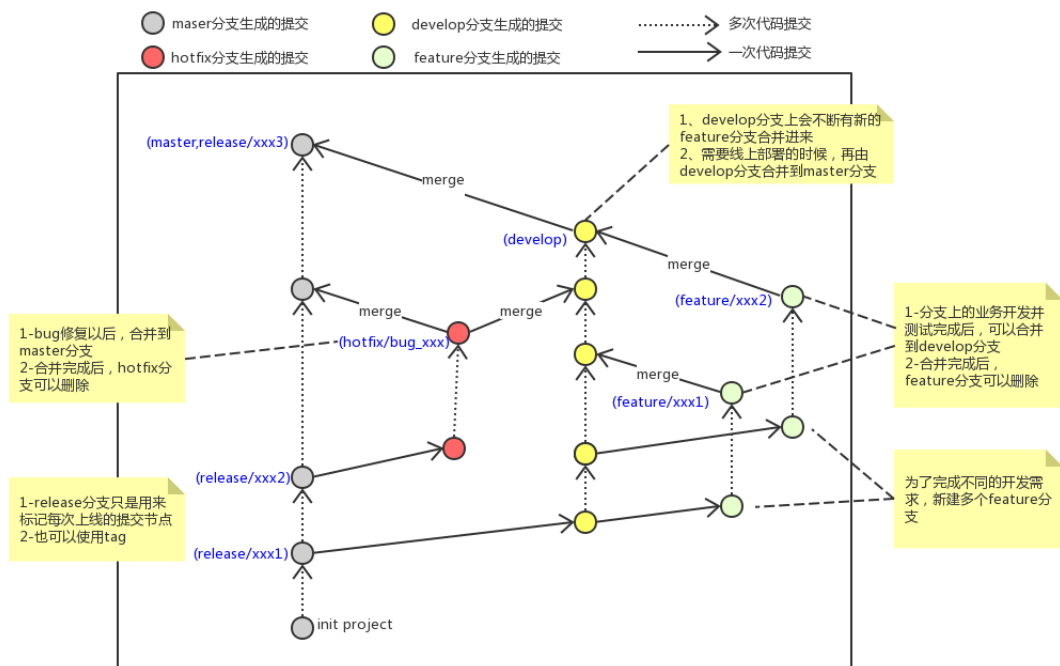 maser分支生成的提交
develop分支生成的提交
多次代码提交
hotfix分支生成的提交
feature分支生成的提交
一次代码提交
1、develop分支上会不断有新的
feature分支合并进来
2、需要线上部署的时候，再由
develop分支合并到master分支
(master,release/xxx3)
merge
(develop)
merge
(feature/xxx2)
1-分支上的业务开发并
测试完成后，可以合并
到develop分支
2-合并完成后，
feature分支可以删除
merge
merge
1-bug修复以后，合并到
master分支
2-合并完成后，hotfix分
支可以删除
(hotfix/bug_xxx)
merge
(feature/xxx1)
(release/xxx2)
为了完成不同的开发需
求，新建多个feature分
支
1-release分支只是用来
标记每次上线的提交节点
2-也可以使用tag
(release/xxx1)
init project